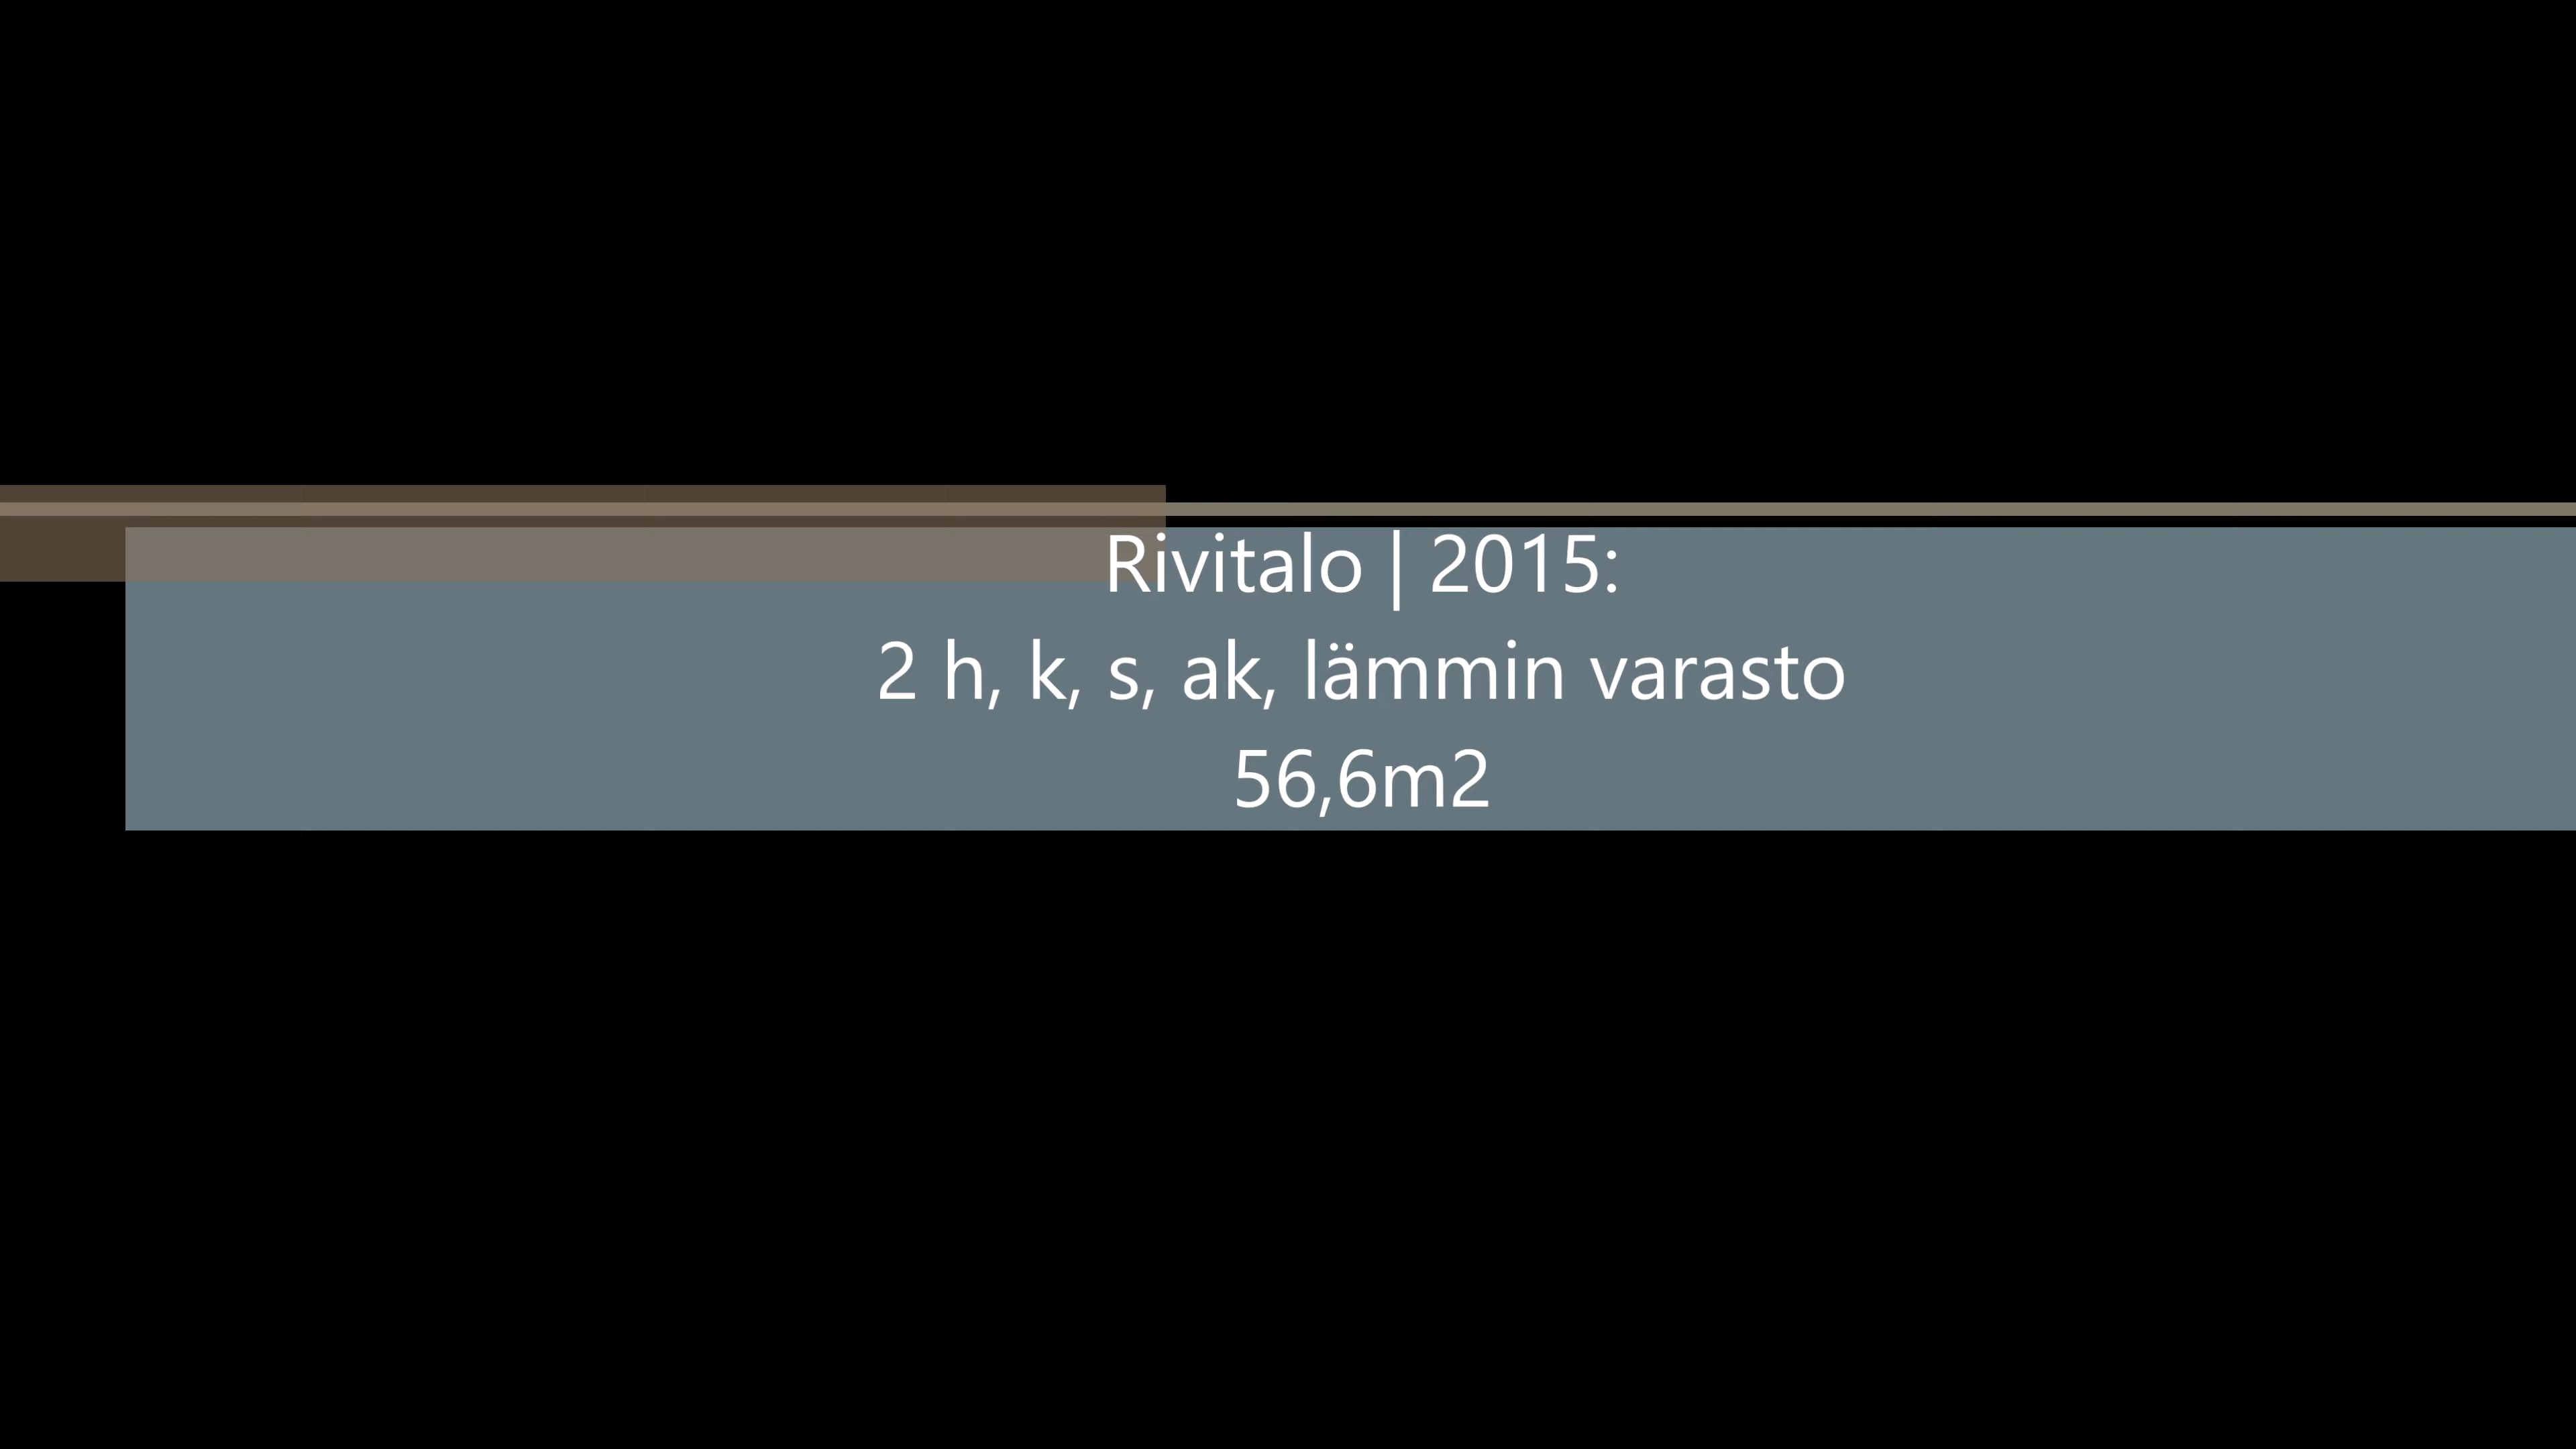 Rivitalo | 2015:
2 h, k, s, ak, lämmin varasto
56,6m2